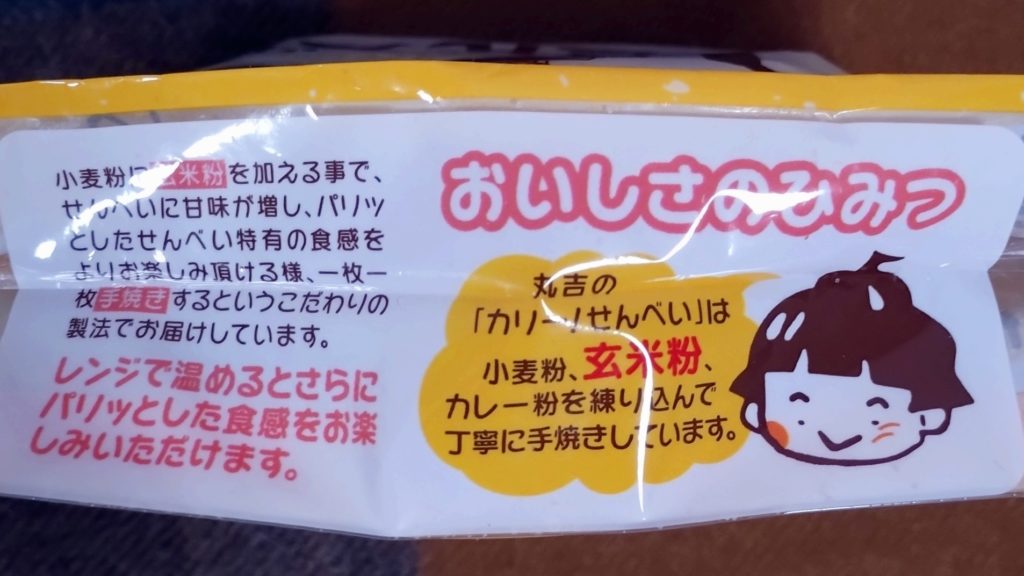 おいしさのひみつ
丸吉の
「カリーノせんべい」は
小麦粉、玄米粉、
カレー粉を練り込んで
丁寧に手焼きしています。
小麦粉に玄米粉を加える事で、
せんべいに甘味が増し、パリッ
としたせんべい特有の食感を
よりお楽しみ頂ける様、一枚一
枚手焼きするというこだわりの
製法でお届けしています。
レンジで温めるとさらに
パリッとした食感をお楽
しみいただけます。